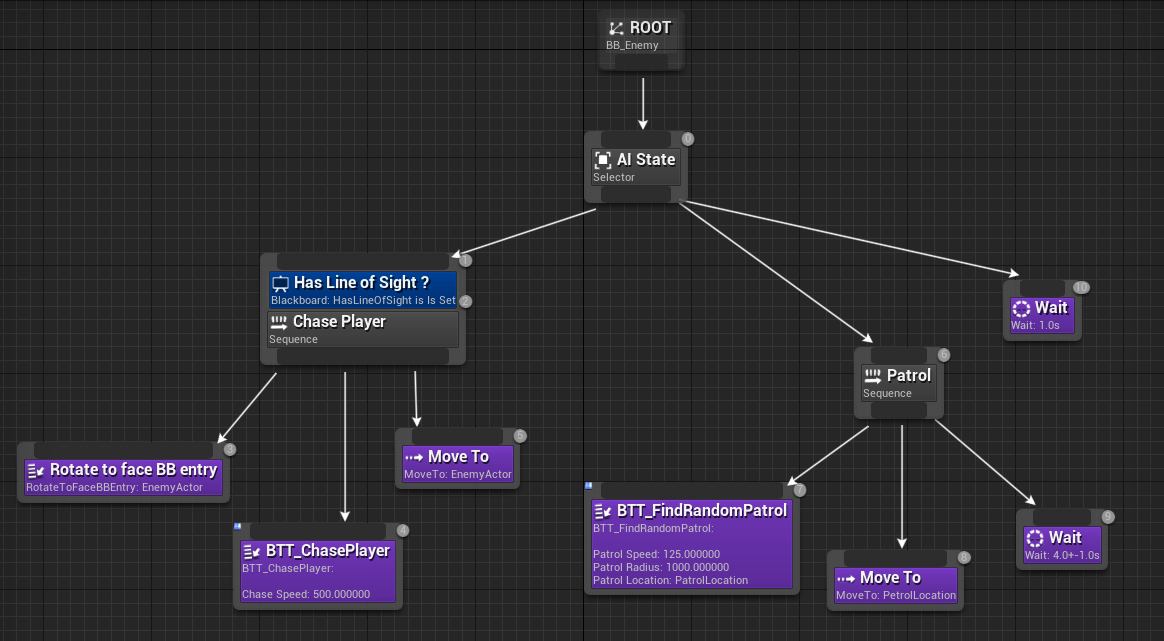 ROOT
BB_Enemy
0
AI State
Selector
1
Has Line of Sight ?
Blackboard: HasLineOfSight is Is Set
2
Chase Player
Sequence
10
Wait
Wait: 1.0s
6
Patrol
Sequence
3
Rotate to face BB entry
RotateToFaceBBEntry: EnemyActor
5
Move To
MoveTo: EnemyActor
4
BTT_ChasePlayer
BTT_ChasePlayer:
Chase Speed: 500.000000
7
BTT_FindRandomPatrol
BTT_FindRandomPatrol:
Patrol Speed: 125.000000
Patrol Radius: 1000.000000
Patrol Location: PatrolLocation
8
Move To
MoveTo: PetrolLocation
9
Wait
Wait: 4.0+-1.0s